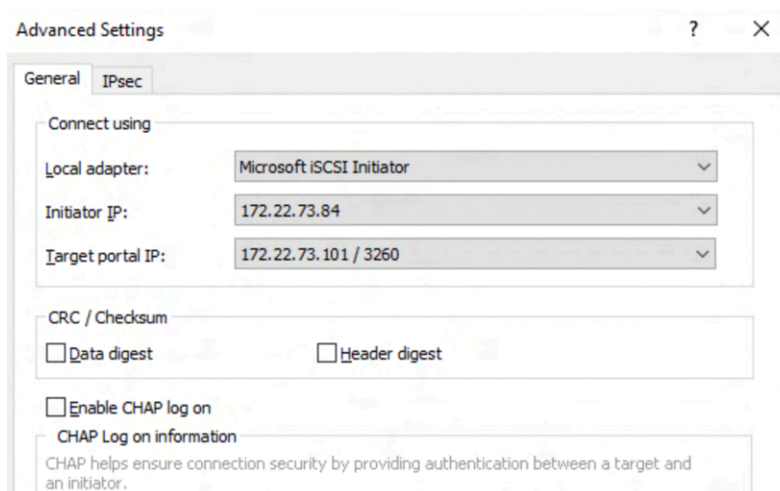 Advanced Settings ? ✕
General IPsec
Connect using
Local adapter: Microsoft iSCSI Initiator
Initiator IP: 172.22.73.84
Target portal IP: 172.22.73.101 / 3260
CRC / Checksum
Data digest Header digest
Enable CHAP log on
CHAP Log on information
CHAP helps ensure connection security by providing authentication between a target and
an initiator.